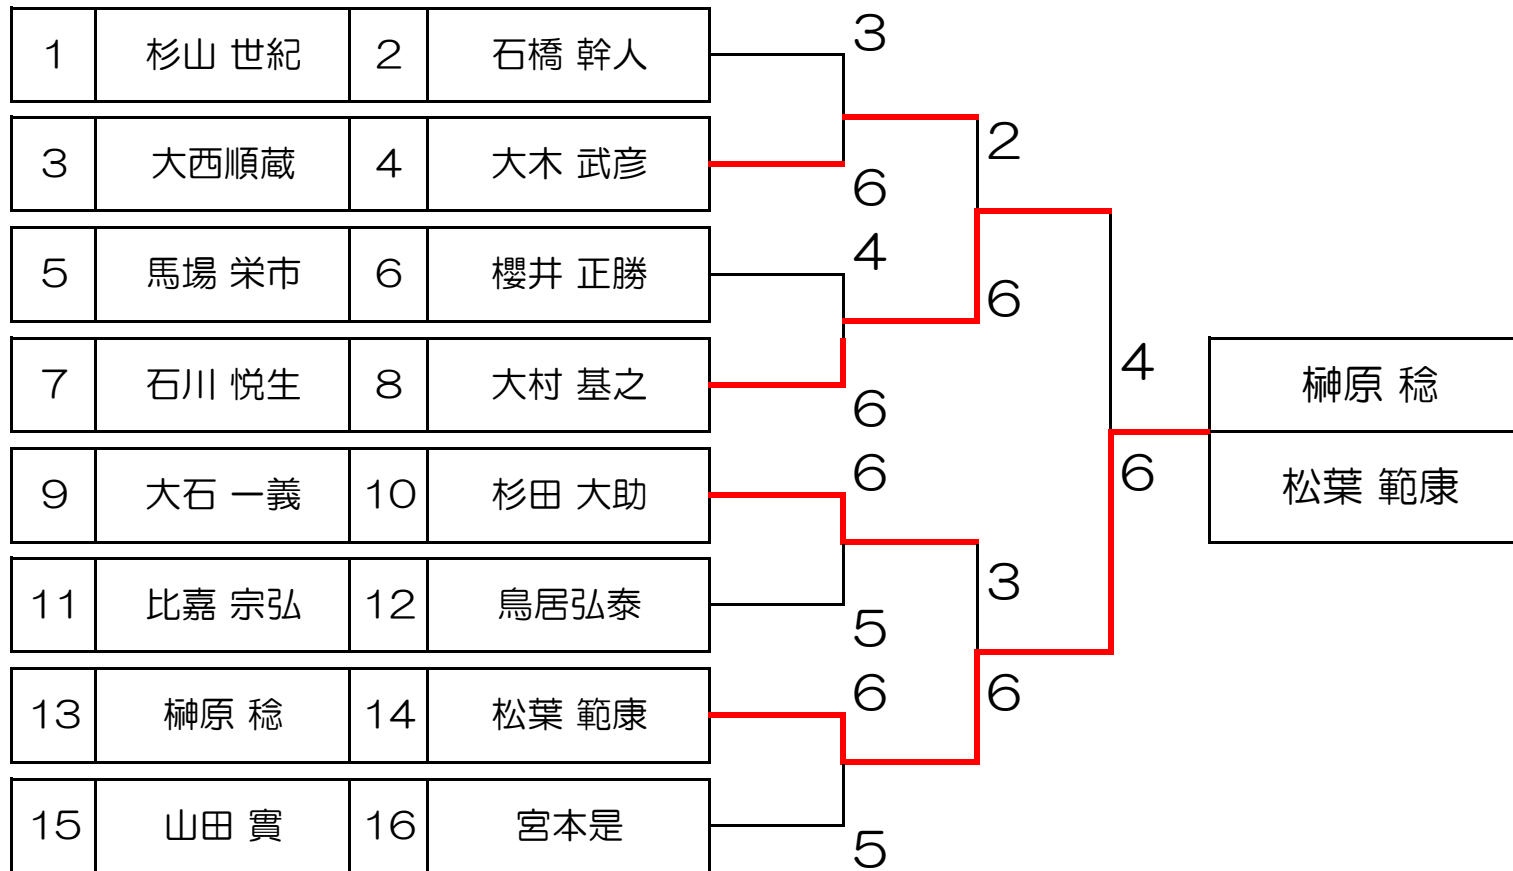 1 杉山 世紀 2 石橋 幹人
3
2
3 大西順蔵 4 大木 武彦
6
4
5 馬場 栄市 6 櫻井 正勝
6
4
7 石川 悦生 8 大村 基之
榊原 稔
6
6
9 大石 一義 10 杉田 大助
6
松葉 範康
3
11 比嘉 宗弘 12 鳥居弘泰
5
6
6
13 榊原 稔 14 松葉 範康
15 山田 實 16 宮本是
5